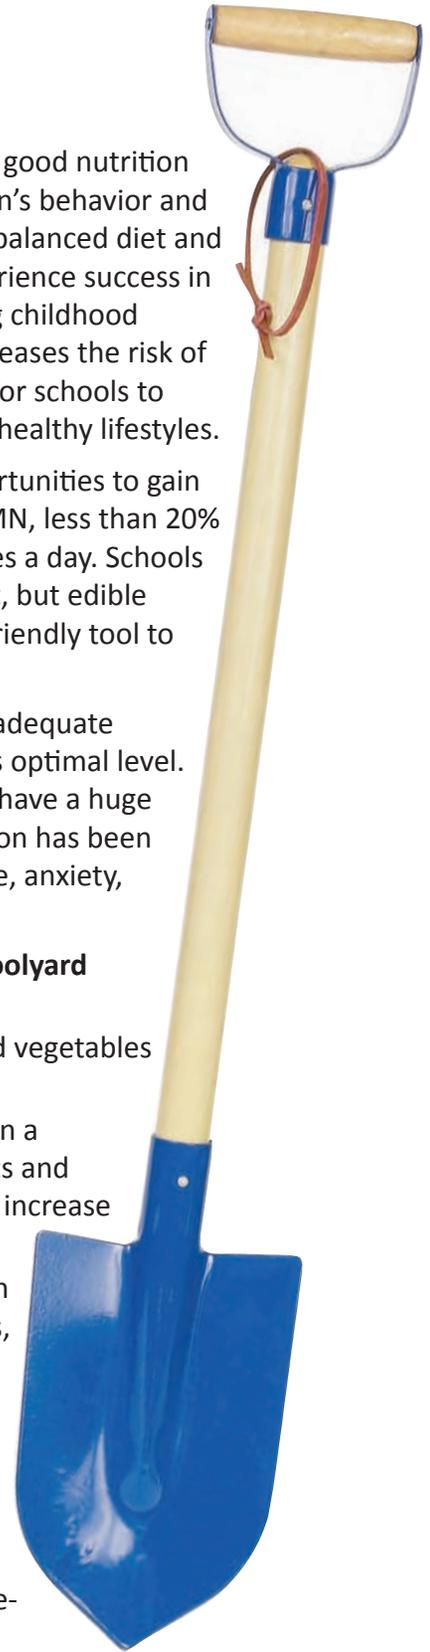 good nutrition
n’s behavior and
balanced diet and
rience success in
g childhood
eases the risk of
or schools to
healthy lifestyles.
rtunities to gain
MN, less than 20%
es a day. Schools
, but edible
riendly tool to
adequate
s optimal level.
have a huge
on has been
e, anxiety,
oolyard
d vegetables
n a
s and
increase
n
s,
e-